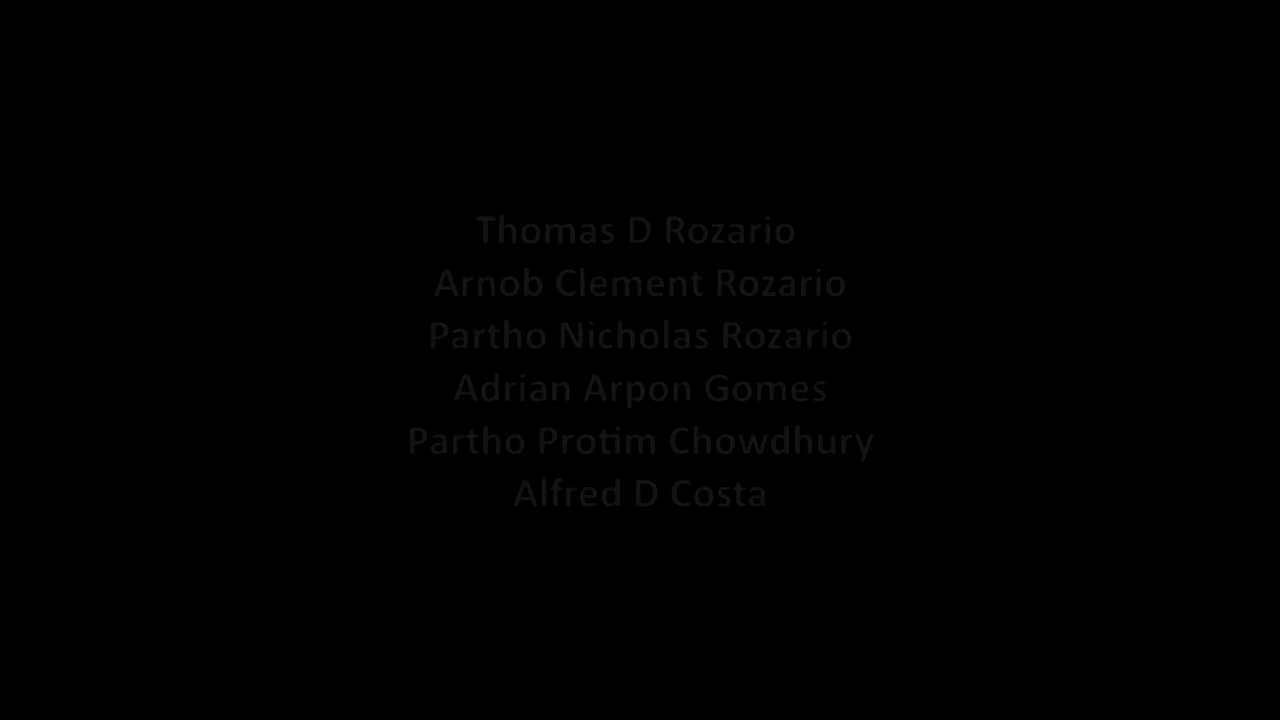 Thomas D Rozario
Arnob Clement Rozario
Partho Nicholas Rozario
Adrian Arpon Gomes
Partho Protim Chowdhury
Alfred D Costa